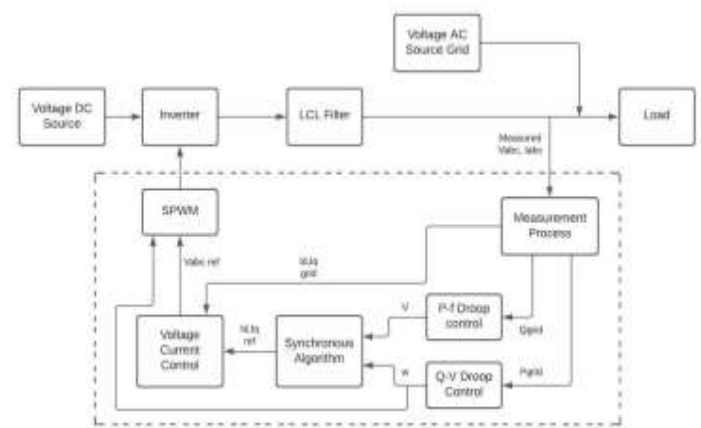 Voltage AC
Source Grid
Voltage DC
Source
Inverter
LCL Filter
Load
Measured
Vabc, Iabc
SPWM
Measurement
Process
Vabc ref
Id,Iq
grid
Voltage
Current
Control
Id,Iq
ref
Synchronous
Algorithm
V
P-f Droop
control
Qgrid
w
Q-V Droop
Control
Pgrid